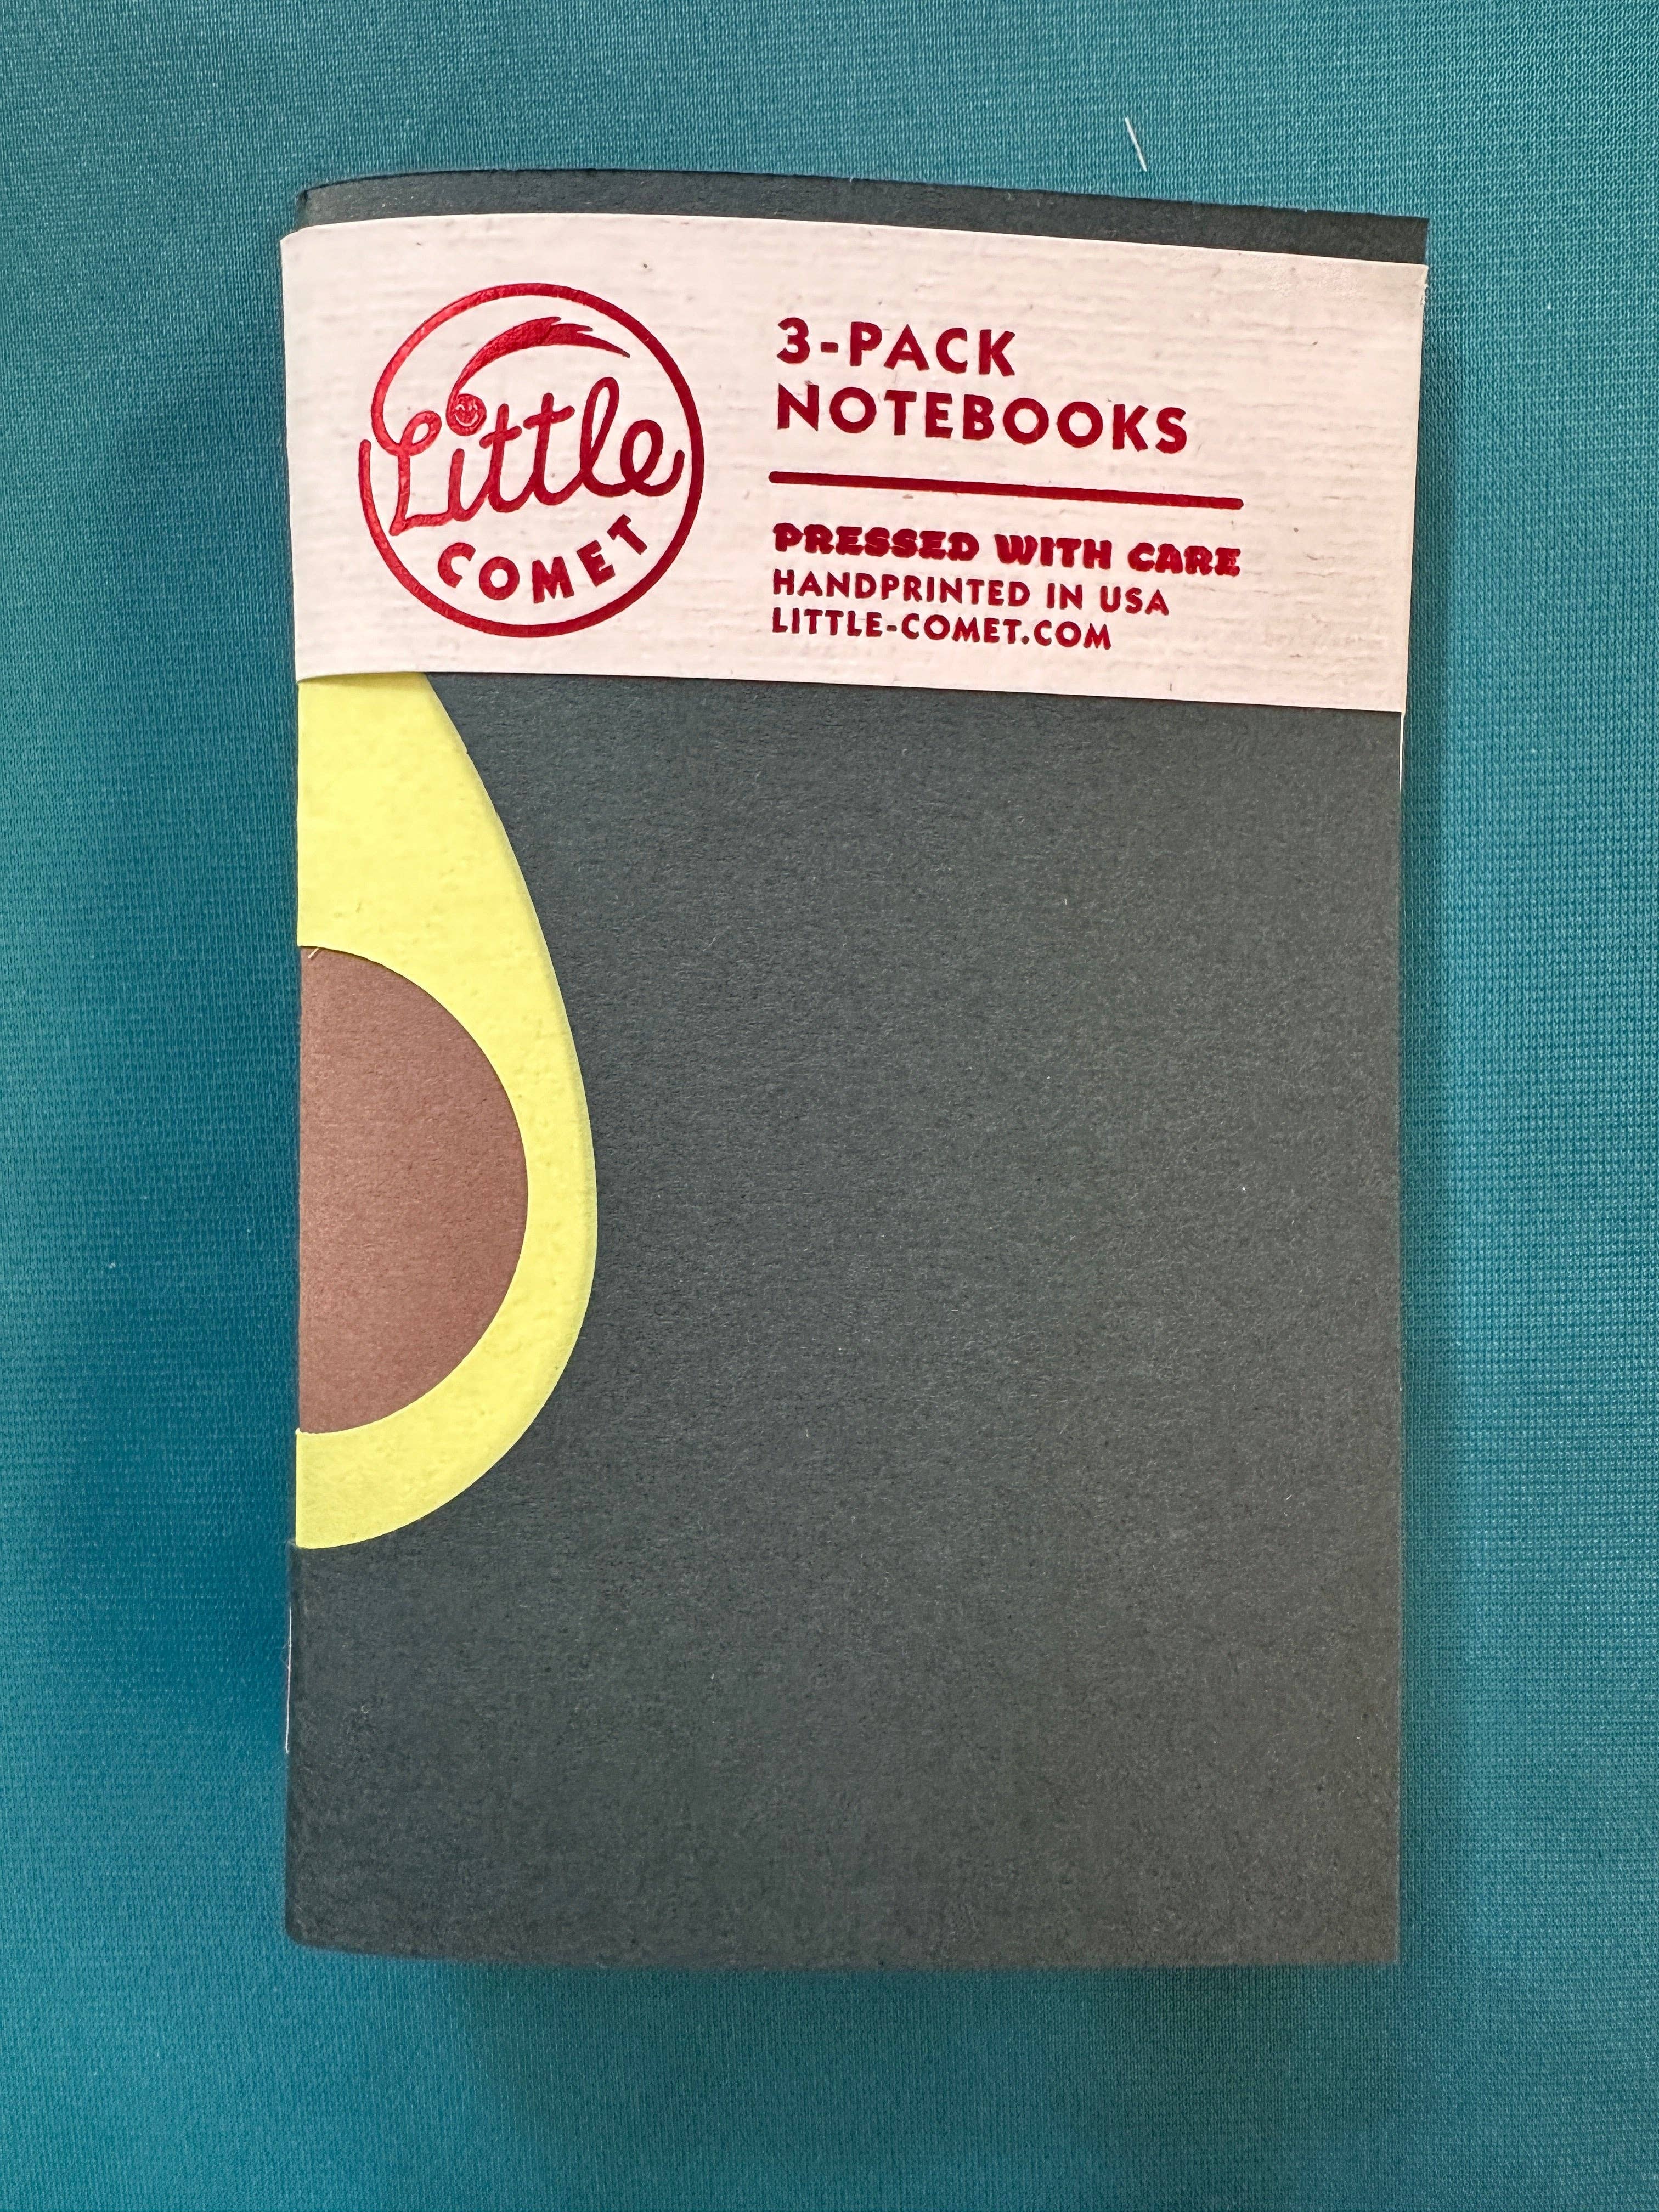 Little
COMET
3-PACK
NOTEBOOKS
PRESSED WITH CARE
HANDPRINTED IN USA
LITTLE-COMET.COM